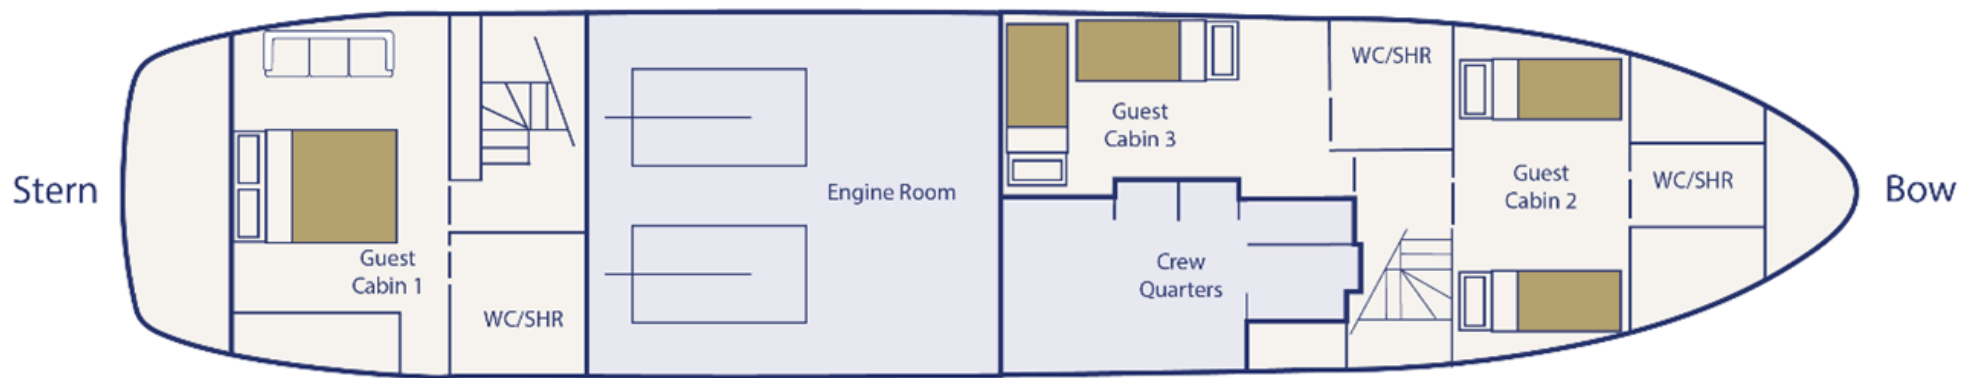 Stern
Guest
Cabin 1
WC/SHR
Engine Room
Guest
Cabin 3
WC/SHR
Crew
Quarters
Guest
Cabin 2
WC/SHR
Bow